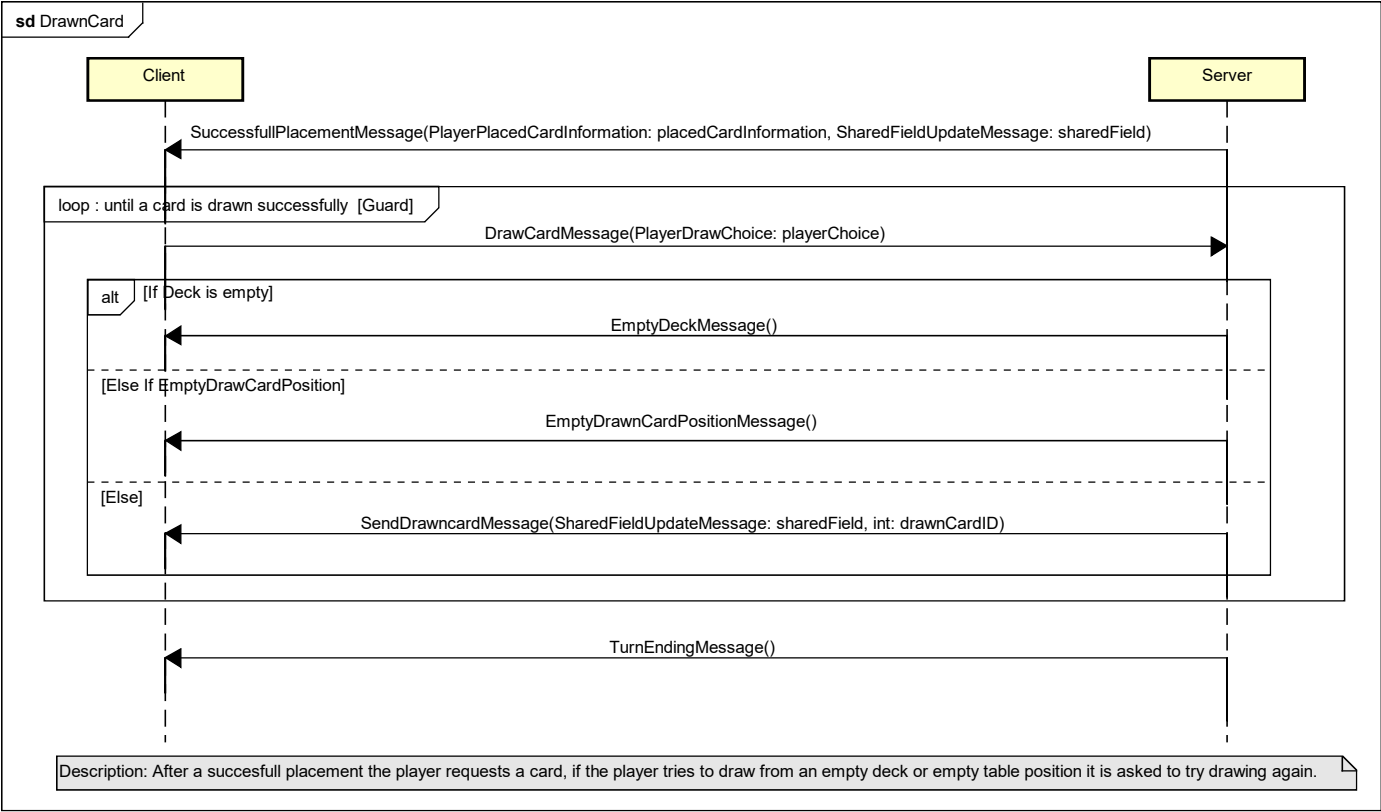 sd DrawnCard
Client
Server
SuccessfullPlacementMessage(PlayerPlacedCardInformation: placedCardInformation, SharedFieldUpdateMessage: sharedField)
loop : until a card is drawn successfully [Guard]
DrawCardMessage(PlayerDrawChoice: playerChoice)
alt
[If Deck is empty]
EmptyDeckMessage()
[Else If EmptyDrawCardPosition]
EmptyDrawnCardPositionMessage()
[Else]
SendDrawncardMessage(SharedFieldUpdateMessage: sharedField, int: drawnCardID)
TurnEndingMessage()
Description: After a succesfull placement the player requests a card, if the player tries to draw from an empty deck or empty table position it is asked to try drawing again.